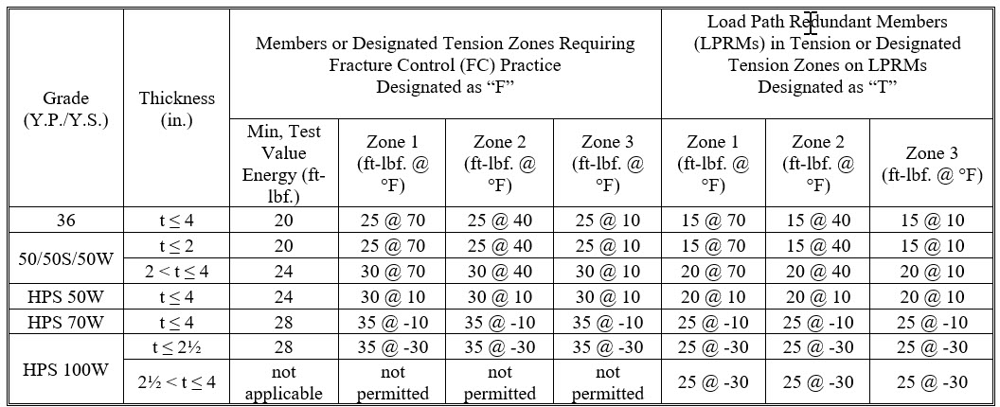 Grade
(Y.P./Y.S.)
Thickness
(in.)
Members or Designated Tension Zones Requiring
Fracture Control (FC) Practice
Designated as “F”
Load Path Redundant Members
(LPRMs) in Tension or Designated
Tension Zones on LPRMs
Designated as “T”
Min, Test
Value
Energy (ft-
lbf.)
Zone 1
(ft-lbf. @
°F)
Zone 2
(ft-lbf. @
°F)
Zone 3
(ft-lbf. @
°F)
Zone 1
(ft-lbf. @
°F)
Zone 2
(ft-lbf. @
°F)
Zone 3
(ft-lbf. @ °F)
36 t ≤ 4 20 25 @ 70 25 @ 40 25 @ 10 15 @ 70 15 @ 40 15 @ 10
50/50S/50W t ≤ 2 20 25 @ 70 25 @ 40 25 @ 10 15 @ 70 15 @ 40 15 @ 10
2 < t ≤ 4 24 30 @ 70 30 @ 40 30 @ 10 20 @ 70 20 @ 40 20 @ 10
HPS 50W t ≤ 4 24 30 @ 10 30 @ 10 30 @ 10 20 @ 10 20 @ 10 20 @ 10
HPS 70W t ≤ 4 28 35 @ -10 35 @ -10 35 @ -10 25 @ -10 25 @ -10 25 @ -10
HPS 100W t ≤ 2½ 28 35 @ -30 35 @ -30 35 @ -30 25 @ -30 25 @ -30 25 @ -30
2½ < t ≤ 4 not applicable not permitted not permitted not permitted 25 @ -30 25 @ -30 25 @ -30